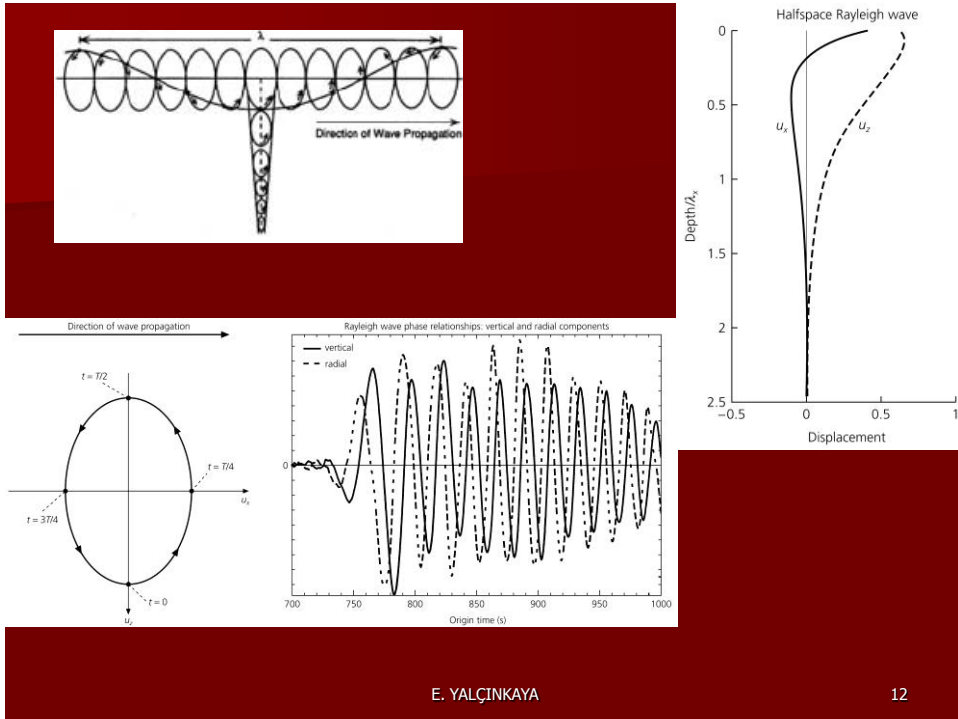 λ
Direction of Wave Propagation
Halfspace Rayleigh wave
0
0.5
1
1.5
2
2.5
Depth/λx
ux
uz
−0.5
0
0.5
1
Displacement
Direction of wave propagation
t = T/2
t = T/4
ux
t = 3T/4
t = 0
uz
Rayleigh wave phase relationships: vertical and radial components
vertical
radial
0
700
750
800
850
900
950
1000
Origin time (s)
E. YALÇINKAYA
12